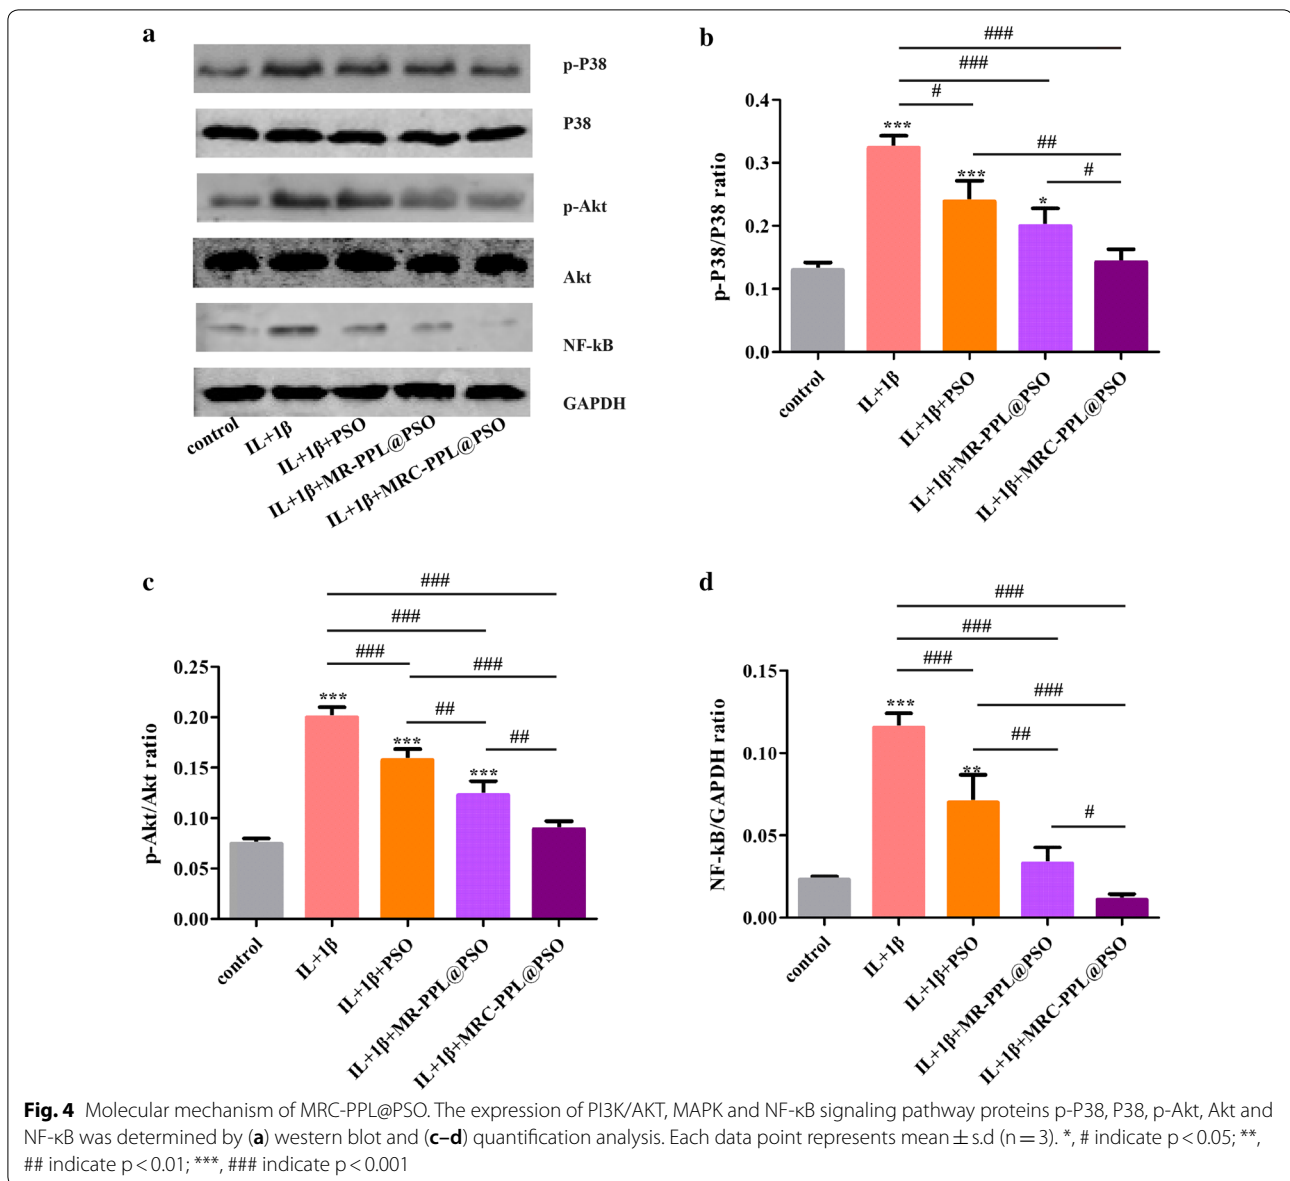 a
p-P38
P38
p-Akt
Akt
NF-kB
GAPDH
control
IL+1β
IL+1β+PSO
IL+1β+MR-PPL@PSO
IL+1β+MRC-PPL@PSO
b
###
###
#
##
#
***
***
*
p-P38/P38 ratio
0.4
0.3
0.2
0.1
0.0
control
IL+1β
IL+1β+PSO
IL+1β+MR-PPL@PSO
IL+1β+MRC-PPL@PSO
c
###
###
###
###
##
##
***
***
***
p-Akt/Akt ratio
0.25
0.20
0.15
0.10
0.05
0.00
control
IL+1β
IL+1β+PSO
IL+1β+MR-PPL@PSO
IL+1β+MRC-PPL@PSO
d
###
###
###
###
##
#
***
**
NF-kB/GAPDH ratio
0.15
0.10
0.05
0.00
control
IL+1β
IL+1β+PSO
IL+1β+MR-PPL@PSO
IL+1β+MRC-PPL@PSO
Fig. 4 Molecular mechanism of MRC-PPL@PSO. The expression of PI3K/AKT, MAPK and NF-κB signaling pathway proteins p-P38, P38, p-Akt, Akt and
NF-κB was determined by (a) western blot and (c–d) quantification analysis. Each data point represents mean ± s.d (n = 3). *, # indicate p < 0.05; **,
## indicate p < 0.01; ***, ### indicate p < 0.001